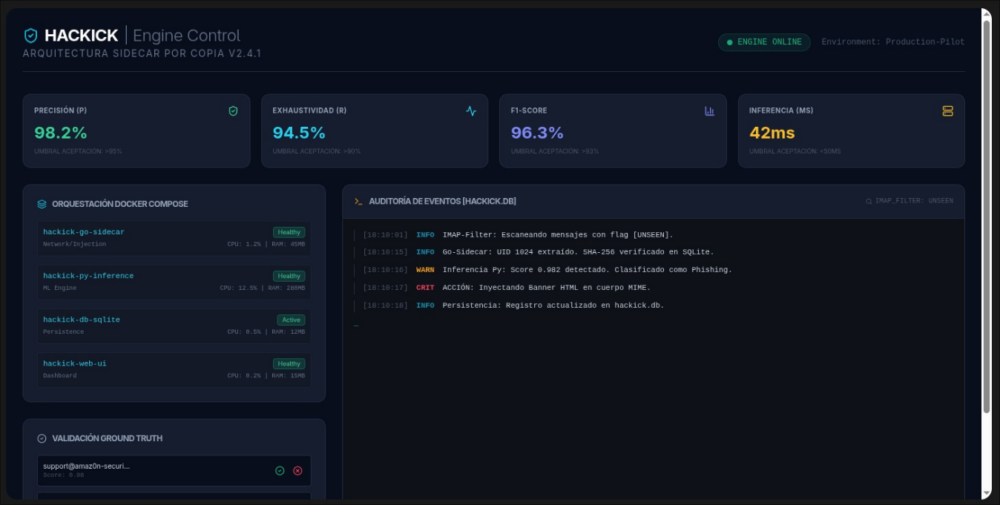 HACKICK | Engine Control
ARQUITECTURA SIDECAR POR COPIA V2.4.1
ENGINE ONLINE
Environment: Production-Pilot
PRECISIÓN (P)
98.2%
UMBRAL ACEPTACIÓN: >95%
EXHAUSTIVIDAD (R)
94.5%
UMBRAL ACEPTACIÓN: >90%
F1-SCORE
96.3%
UMBRAL ACEPTACIÓN: >93%
INFERENCIA (MS)
42ms
UMBRAL ACEPTACIÓN: <50MS
ORQUESTACIÓN DOCKER COMPOSE
hackick-go-sidecar Healthy
Network/Injection CPU: 1.2% | RAM: 45MB
hackick-py-inference Healthy
ML Engine CPU: 12.5% | RAM: 280MB
hackick-db-sqlite Active
Persistence CPU: 0.5% | RAM: 12MB
hackick-web-ui Healthy
Dashboard CPU: 0.2% | RAM: 15MB
VALIDACIÓN GROUND TRUTH
support@amaz0n-securi...
Score: 0.98
AUDITORÍA DE EVENTOS [HACKICK.DB]
IMAP_FILTER: UNSEEN
[18:10:01] INFO IMAP-Filter: Escaneando mensajes con flag [UNSEEN].
[18:10:15] INFO Go-Sidecar: UID 1024 extraído. SHA-256 verificado en SQLite.
[18:10:16] WARN Inferencia Py: Score 0.982 detectado. Clasificado como Phishing.
[18:10:17] CRIT ACCIÓN: Inyectando Banner HTML en cuerpo MIME.
[18:10:18] INFO Persistencia: Registro actualizado en hackick.db.
_